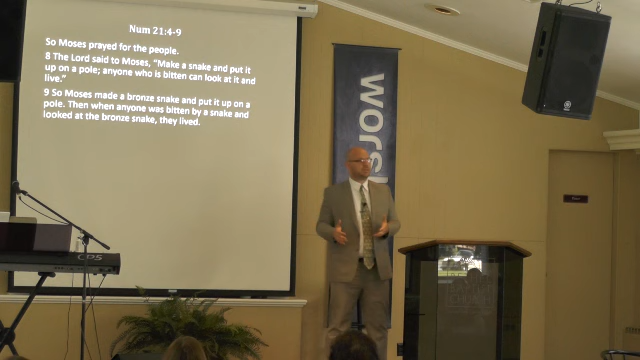 Num 21:4-9
So Moses prayed for the people.
8 The Lord said to Moses, "Make a snake and put it
up on a pole; anyone who is bitten can look at it and
live."
9 So Moses made a bronze snake and put it up on a
pole. Then when anyone was bitten by a snake and
looked at the bronze snake, they lived.
wors
CP5